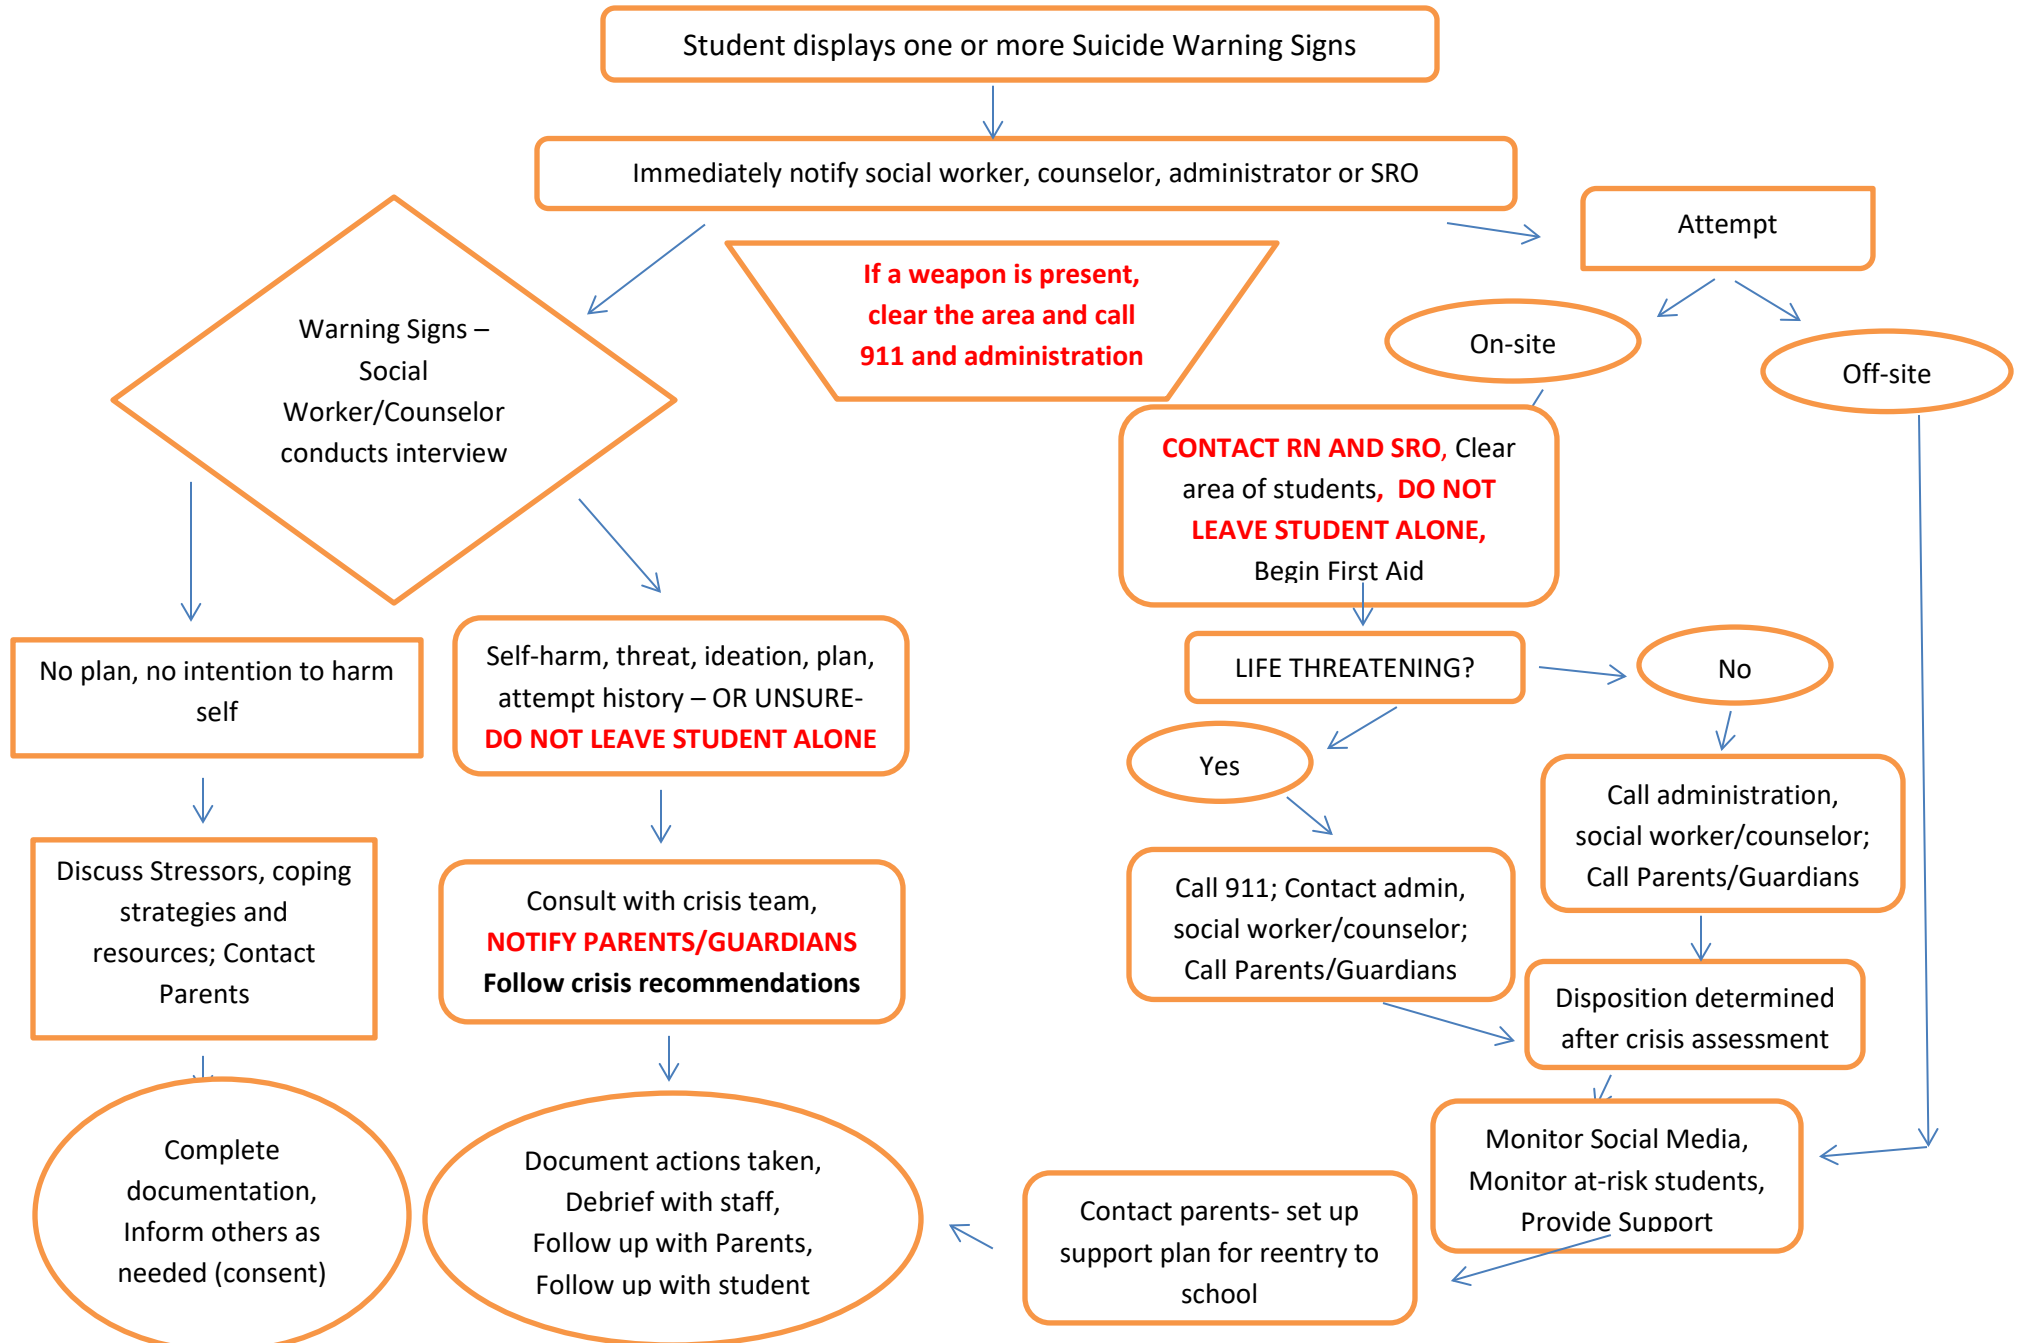 Student displays one or more Suicide Warning Signs
Immediately notify social worker, counselor, administrator or SRO
Attempt
If a weapon is present,
clear the area and call
911 and administration
Warning Signs –
Social
Worker/Counselor
conducts interview
On-site
Off-site
CONTACT RN AND SRO, Clear
area of students, DO NOT
LEAVE STUDENT ALONE,
Begin First Aid
No plan, no intention to harm
self
Self-harm, threat, ideation, plan,
attempt history – OR UNSURE-
DO NOT LEAVE STUDENT ALONE
LIFE THREATENING?
No
Yes
Call administration,
social worker/counselor;
Call Parents/Guardians
Discuss Stressors, coping
strategies and
resources; Contact
Parents
Consult with crisis team,
NOTIFY PARENTS/GUARDIANS
Follow crisis recommendations
Call 911; Contact admin,
social worker/counselor;
Call Parents/Guardians
Disposition determined
after crisis assessment
Complete
documentation,
Inform others as
needed (consent)
Document actions taken,
Debrief with staff,
Follow up with Parents,
Follow up with student
Contact parents- set up
support plan for reentry to
school
Monitor Social Media,
Monitor at-risk students,
Provide Support